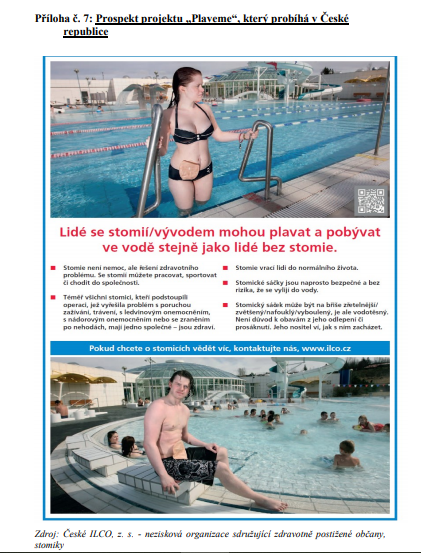 Příloha č. 7: Prospekt projektu „Plaveme“, který probíhá v České
republice
Lidé se stomií/vývodem mohou plavat a pobývat
ve vodě stejně jako lidé bez stomie.
Stomie není nemoc, ale řešení zdravotního
problému. Se stomií můžete pracovat, sportovat
či chodit do společnosti.
Téměř všichni stomici, kteří podstoupili
operaci, jež vyřešila problém s poruchou
zažívání, trávení, s ledvinovým onemocněním,
s nádorovým onemocněním nebo se zraněním
po nehodách, mají jedno společné – jsou zdraví.
Stomie vrací lidi do normálního života.
Stomické sáčky jsou naprosto bezpečné a bez
rizika, že se vylijí do vody.
Stomický sáček může být na břiše zřetelnější/
zvětšený/nafouklý/vyboulený, je ale vodotěsný.
Není důvod k obavám z jeho odlepení či
prosáknutí. Jeho nositel ví, jak s ním zacházet.
Pokud chcete o stomicích vědět víc, kontaktujte nás, www.ilco.cz
Zdroj: České ILCO, z. s. - nezisková organizace sdružující zdravotně postižené občany,
stomiky